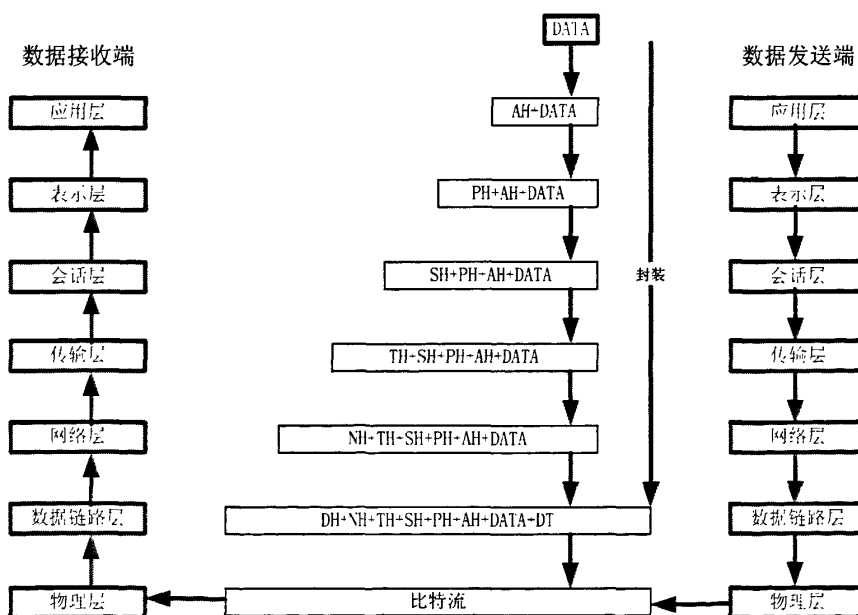 DATA
数据接收端
数据发送端
应用层
AH+DATA
应用层
表示层
PH+AH+DATA
表示层
会话层
SH+PH+AH+DATA
封装
会话层
传输层
TH+SH+PH+AH+DATA
传输层
网络层
NH+TH+SH+PH+AH+DATA
网络层
数据链路层
DH+NH+TH+SH+PH+AH+DATA+DT
数据链路层
物理层
比特流
物理层